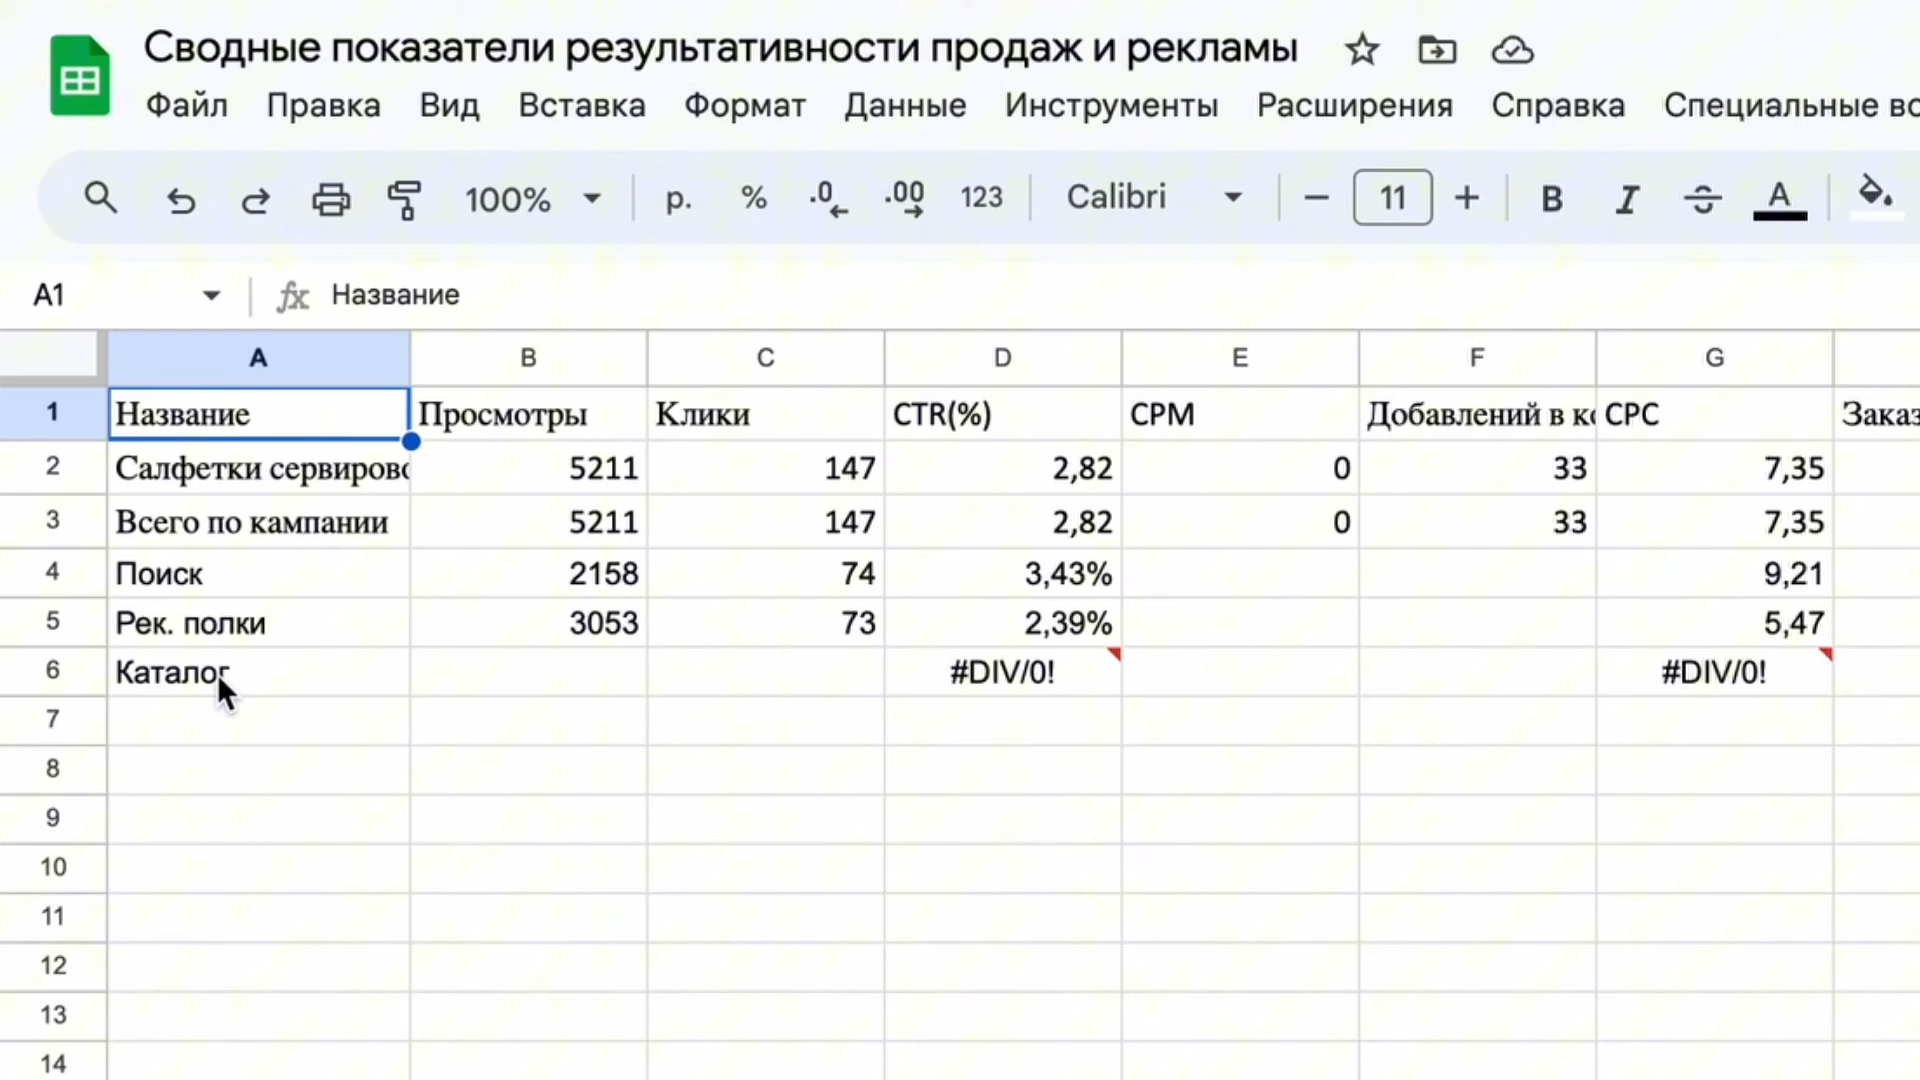 Сводные показатели результативности продаж и рекламы
Файл Правка Вид Вставка Формат Данные Инструменты Расширения Справка Специальные
100% р. % .0 .00 123 Calibri 11 B I A
A1 fx Название
A B C D E F G
1 Название Просмотры Клики CTR(%) CPM Добавлений в CPC
2 Салфетки 5211 147 2,82 0 33 7,35
3 Всего по кампании 5211 147 2,82 0 33 7,35
4 Поиск 2158 74 3,43% 9,21
5 Рек. полки 3053 73 2,39% 5,47
6 Каталог #DIV/0! #DIV/0!
7
8
9
10
11
12
13
14